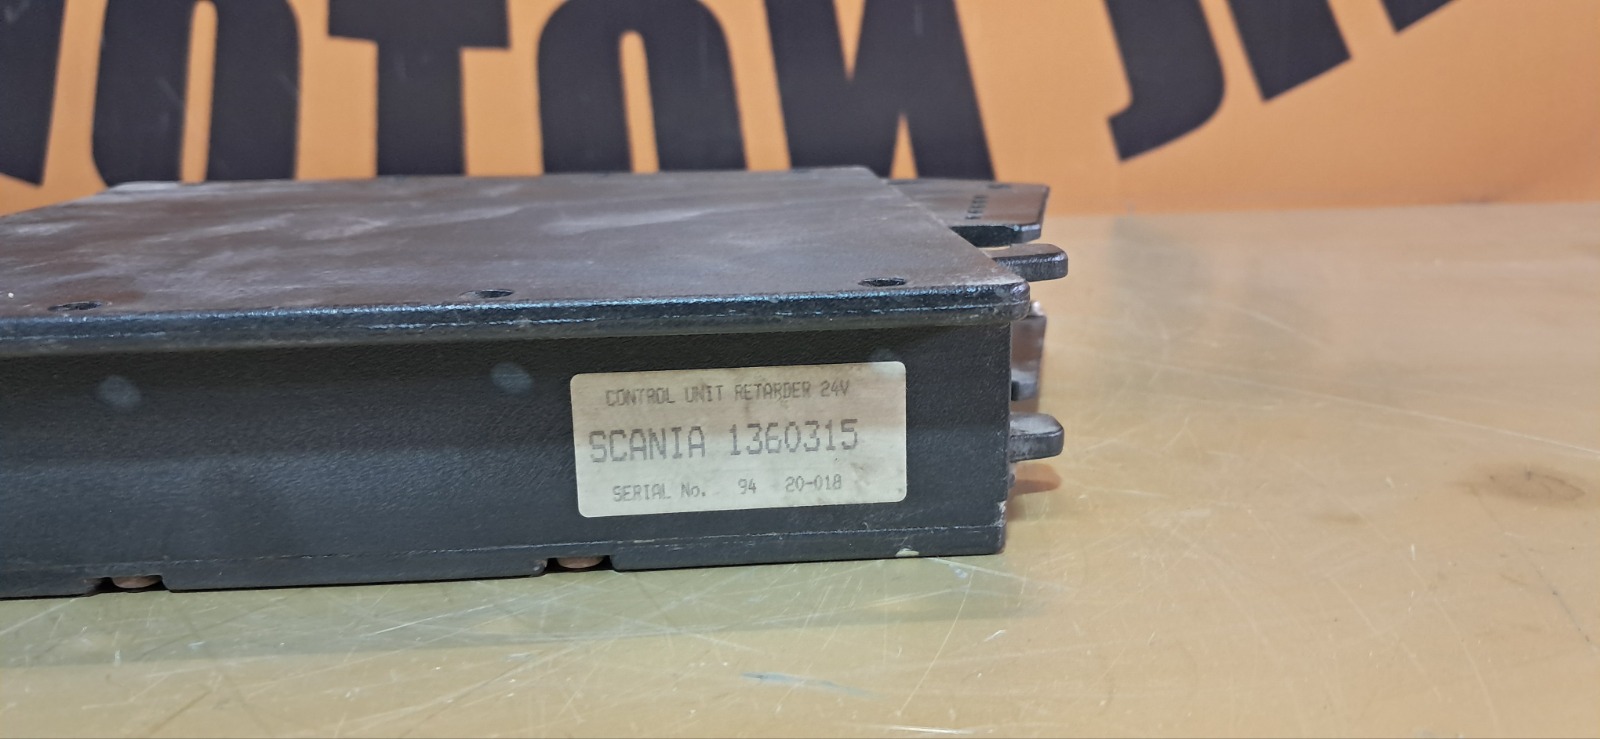 CONTROL UNIT RETARDER 24V
SCANIA 1360315
SERIAL No. 94 20-018